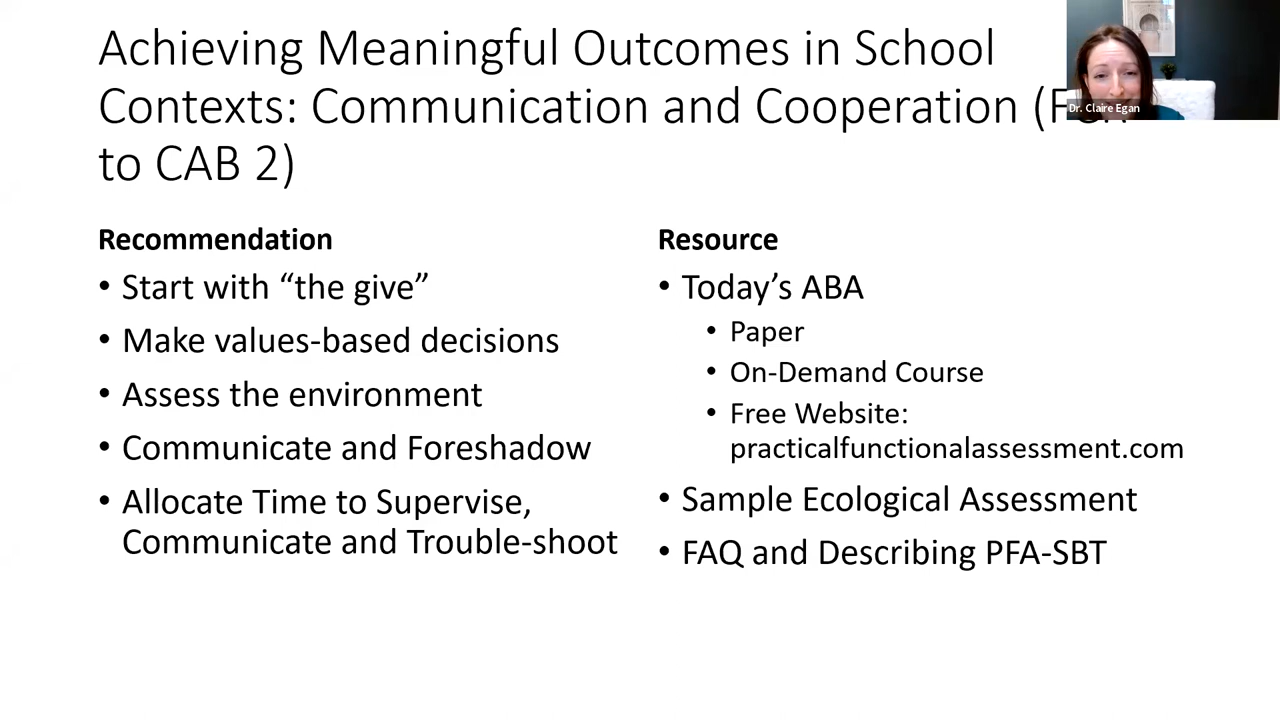 Achieving Meaningful Outcomes in School
Contexts: Communication and Cooperation
to CAB 2)
Dr. Claire Egan
Recommendation
• Start with “the give”
• Make values-based decisions
• Assess the environment
• Communicate and Foreshadow
• Allocate Time to Supervise,
Communicate and Trouble-shoot
Resource
• Today’s ABA
• Paper
• On-Demand Course
• Free Website:
practicalfunctionalassessment.com
• Sample Ecological Assessment
• FAQ and Describing PFA-SBT